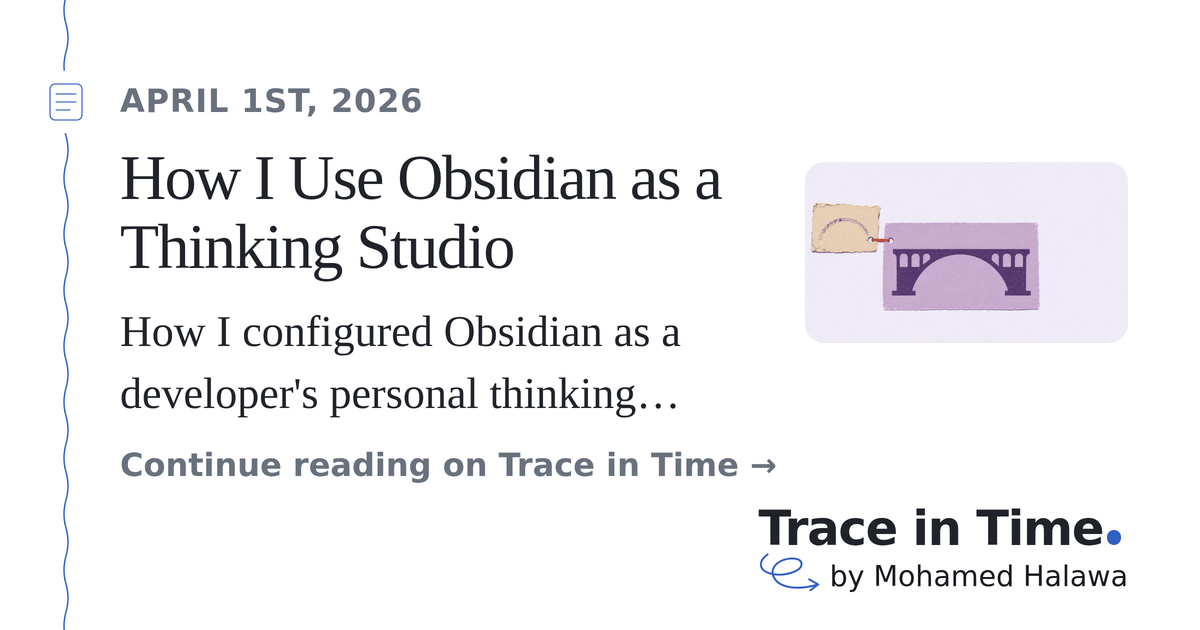 APRIL 1ST, 2026
How I Use Obsidian as a
Thinking Studio
How I configured Obsidian as a
developer's personal thinking…
Continue reading on Trace in Time →
Trace in Time.
by Mohamed Halawa